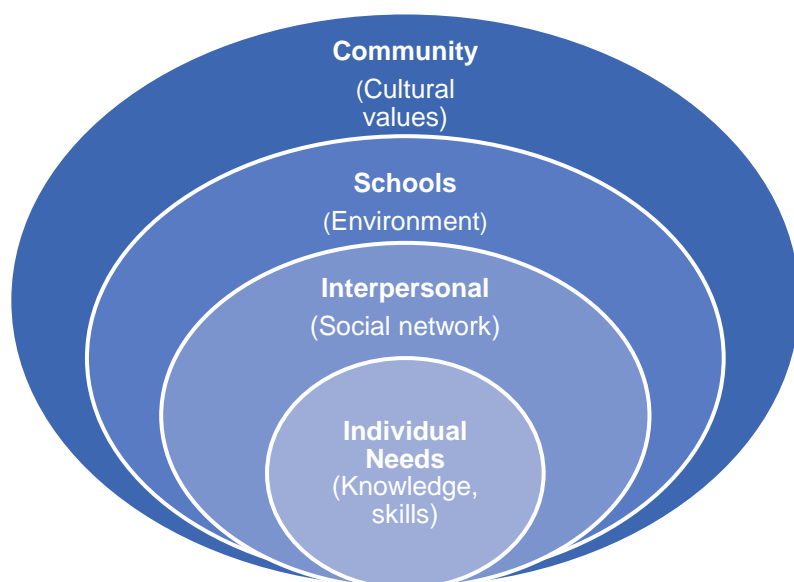 Community
(Cultural
values)
Schools
(Environment)
Interpersonal
(Social network)
Individual
Needs
(Knowledge,
skills)